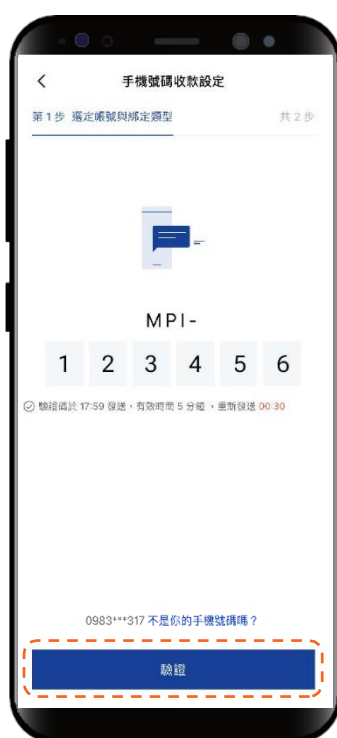 手機號碼收款設定
第 1 步 選定帳號與綁定類型
共 2 步
MPI-
1 2 3 4 5 6
驗證碼於 17:59 發送，有效時間 5 分鐘，重新發送 00:30
0983***317 不是你的手機號碼嗎？
驗證